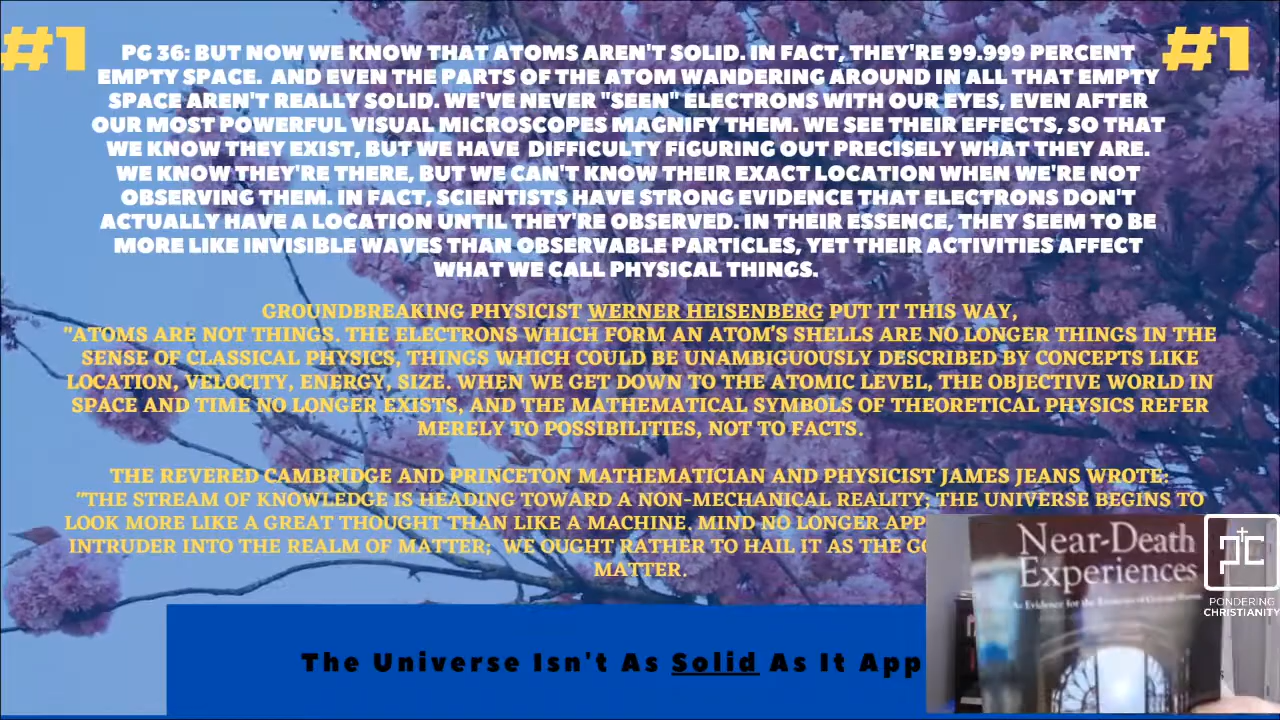 #1
#1
PG 36: BUT NOW WE KNOW THAT ATOMS AREN'T SOLID. IN FACT, THEY'RE 99.999 PERCENT
EMPTY SPACE. AND EVEN THE PARTS OF THE ATOM WANDERING AROUND IN ALL THAT EMPTY
SPACE AREN'T REALLY SOLID. WE'VE NEVER "SEEN" ELECTRONS WITH OUR EYES, EVEN AFTER
OUR MOST POWERFUL VISUAL MICROSCOPES MAGNIFY THEM. WE SEE THEIR EFFECTS, SO THAT
WE KNOW THEY EXIST, BUT WE HAVE DIFFICULTY FIGURING OUT PRECISELY WHAT THEY ARE.
WE KNOW THEY'RE THERE, BUT WE CAN'T KNOW THEIR EXACT LOCATION WHEN WE'RE NOT
OBSERVING THEM. IN FACT, SCIENTISTS HAVE STRONG EVIDENCE THAT ELECTRONS DON'T
ACTUALLY HAVE A LOCATION UNTIL THEY'RE OBSERVED. IN THEIR ESSENCE, THEY SEEM TO BE
MORE LIKE INVISIBLE WAVES THAN OBSERVABLE PARTICLES, YET THEIR ACTIVITIES AFFECT
WHAT WE CALL PHYSICAL THINGS.
GROUNDBREAKING PHYSICIST WERNER HEISENBERG PUT IT THIS WAY,
"ATOMS ARE NOT THINGS. THE ELECTRONS WHICH FORM AN ATOM'S SHELLS ARE NO LONGER THINGS IN THE
SENSE OF CLASSICAL PHYSICS, THINGS WHICH COULD BE UNAMBIGUOUSLY DESCRIBED BY CONCEPTS LIKE
LOCATION, VELOCITY, ENERGY, SIZE. WHEN WE GET DOWN TO THE ATOMIC LEVEL, THE OBJECTIVE WORLD IN
SPACE AND TIME NO LONGER EXISTS, AND THE MATHEMATICAL SYMBOLS OF THEORETICAL PHYSICS REFER
MERELY TO POSSIBILITIES, NOT TO FACTS.
THE REVERED CAMBRIDGE AND PRINCETON MATHEMATICIAN AND PHYSICIST JAMES JEANS WROTE:
"THE STREAM OF KNOWLEDGE IS HEADING TOWARD A NON-MECHANICAL REALITY; THE UNIVERSE BEGINS TO
LOOK MORE LIKE A GREAT THOUGHT THAN LIKE A MACHINE. MIND NO LONGER APP
INTRUDER INTO THE REALM OF MATTER; WE OUGHT RATHER TO HAIL IT AS THE GO
MATTER.
The Universe Isn't As Solid As It App
Near-Death
Experiences
As Evidence for the Existence of God and Heaven
PC
PONDERING
CHRISTIANITY